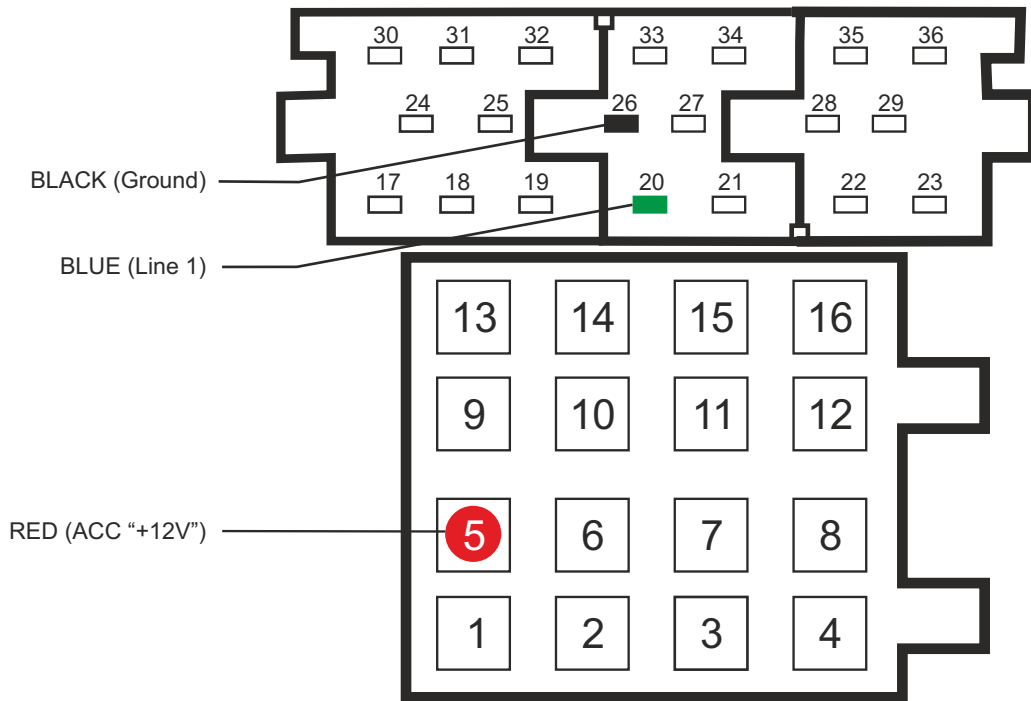 30 31 32 33 34 35 36
24 25 26 27 28 29
BLACK (Ground)
17 18 19 20 21 22 23
BLUE (Line 1)
13 14 15 16
9 10 11 12
RED (ACC “+12V”)
5 6 7 8
1 2 3 4